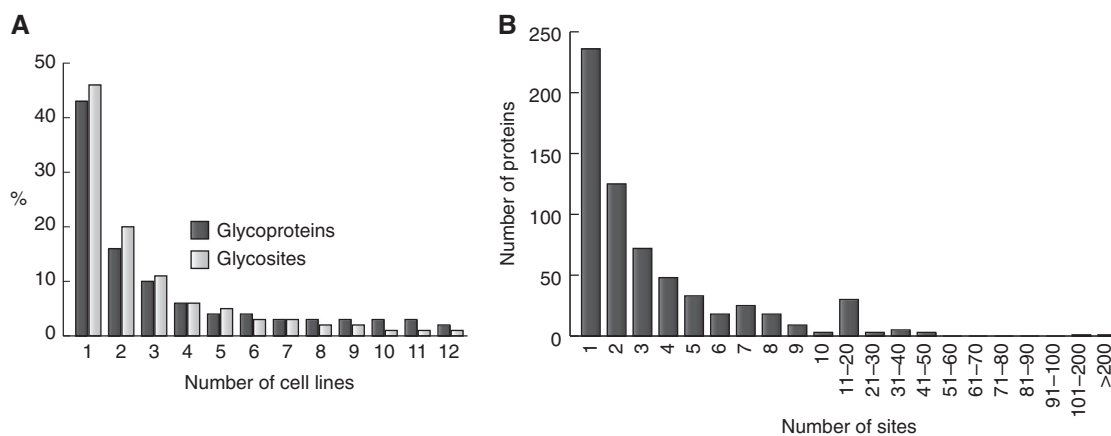 A
50
40
30
%
20
10
0
Glycoproteins
Glycosites
1 2 3 4 5 6 7 8 9 10 11 12
Number of cell lines
B
250
200
150
100
50
0
Number of proteins
1 2 3 4 5 6 7 8 9 10 11–20 21–30 31–40 41–50 51–60 61–70 71–80 81–90 91–100 101–200 >200
Number of sites